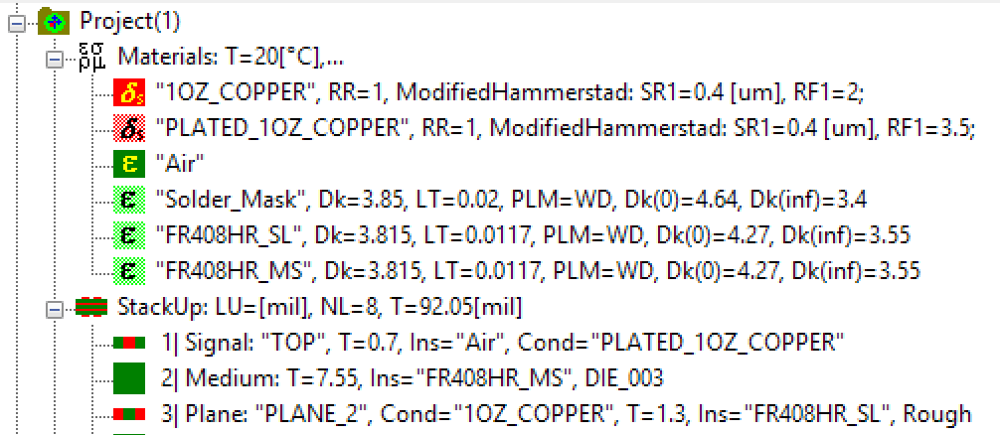 Project(1)
εσ
ρμ
Materials: T=20[°C],...
δs "1OZ_COPPER", RR=1, ModifiedHammerstad: SR1=0.4 [um], RF1=2;
δs "PLATED_1OZ_COPPER", RR=1, ModifiedHammerstad: SR1=0.4 [um], RF1=3.5;
ε "Air"
ε "Solder_Mask", Dk=3.85, LT=0.02, PLM=WD, Dk(0)=4.64, Dk(inf)=3.4
ε "FR408HR_SL", Dk=3.815, LT=0.0117, PLM=WD, Dk(0)=4.27, Dk(inf)=3.55
ε "FR408HR_MS", Dk=3.815, LT=0.0117, PLM=WD, Dk(0)=4.27, Dk(inf)=3.55
StackUp: LU=[mil], NL=8, T=92.05[mil]
1| Signal: "TOP", T=0.7, Ins="Air", Cond="PLATED_1OZ_COPPER"
2| Medium: T=7.55, Ins="FR408HR_MS", DIE_003
3| Plane: "PLANE_2", Cond="1OZ_COPPER", T=1.3, Ins="FR408HR_SL", Rough